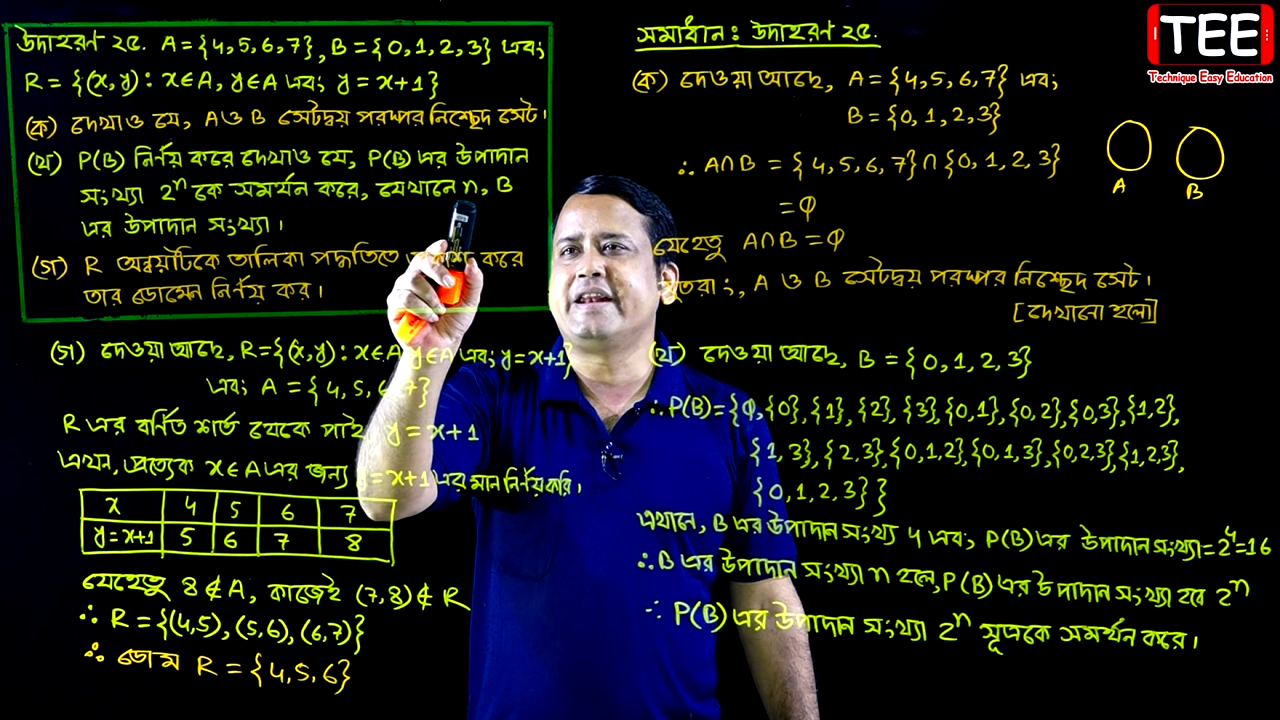 উদাহরণ ২৫. A = {4, 5, 6, 7}, B = {0, 1, 2, 3} এবং
R = {(x, y) : x∈A, y∈A এবং y = x+1}
(ক) দেখাও যে, A ও B সেটদ্বয় পরস্পর নিশ্ছেদ সেট।
(খ) P(B) নির্ণয় করে দেখাও যে, P(B) এর উপাদান
সংখ্যা 2ⁿ কে সমর্থন করে, যেখানে n, B
এর উপাদান সংখ্যা।
(গ) R অন্বয়টিকে তালিকা পদ্ধতিতে করে
তার ডোমেন নির্ণয় কর।
(গ) দেওয়া আছে, R = {(x, y) : x∈A y∈A এবং y = x+1}
এবং A = {4, 5, 6, 7}
R এর বর্ণিত শর্ত থেকে পাই, y = x+1
এখন, প্রত্যেক x∈A এর জন্য y = x+1 এর মান নির্ণয় করি।
x 4 5 6 7
y=x+1 5 6 7 8
যেহেতু 8 ∉ A, কাজেই (7, 8) ∉ R
∴ R = {(4,5), (5,6), (6,7)}
∴ ডোম R = {4, 5, 6}
সমাধান : উদাহরণ ২৫.
(ক) দেওয়া আছে, A = {4, 5, 6, 7} এবং
B = {0, 1, 2, 3}
∴ A∩B = {4, 5, 6, 7} ∩ {0, 1, 2, 3}
= Φ
যেহেতু A∩B = Φ
A ও B সেটদ্বয় পরস্পর নিশ্ছেদ সেট।
[দেখানো হলো]
A B
(খ) দেওয়া আছে, B = {0, 1, 2, 3}
∴ P(B) = {Φ, {0}, {1}, {2}, {3}, {0,1}, {0,2}, {0,3}, {1,2},
{1, 3}, {2, 3}, {0,1,2}, {0,1,3}, {0,2,3}, {1,2,3},
{0, 1, 2, 3}}
এখানে, B এর উপাদান সংখ্য 4 এবং P(B) এর উপাদান সংখ্যা = 2⁴ = 16
∴ B এর উপাদান সংখ্যা n হলে, P(B) এর উপাদান সংখ্যা হবে 2ⁿ
∴ P(B) এর উপাদান সংখ্যা 2ⁿ সূত্রকে সমর্থন করে।
TEE
Technique Easy Education